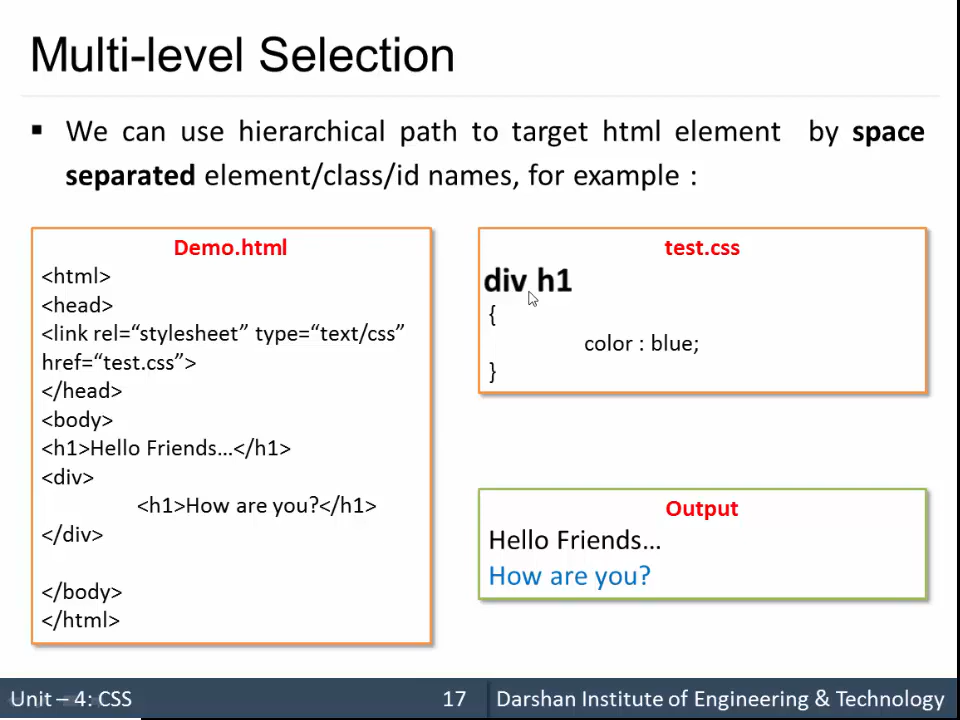 Multi-level Selection
▪ We can use hierarchical path to target html element by space
separated element/class/id names, for example :
Demo.html
<html>
<head>
<link rel=“stylesheet” type=“text/css”
href=“test.css”>
</head>
<body>
<h1>Hello Friends…</h1>
<div>
<h1>How are you?</h1>
</div>
</body>
</html>
test.css
div h1
{
color : blue;
}
Output
Hello Friends…
How are you?
Unit – 4: CSS
17
Darshan Institute of Engineering & Technology